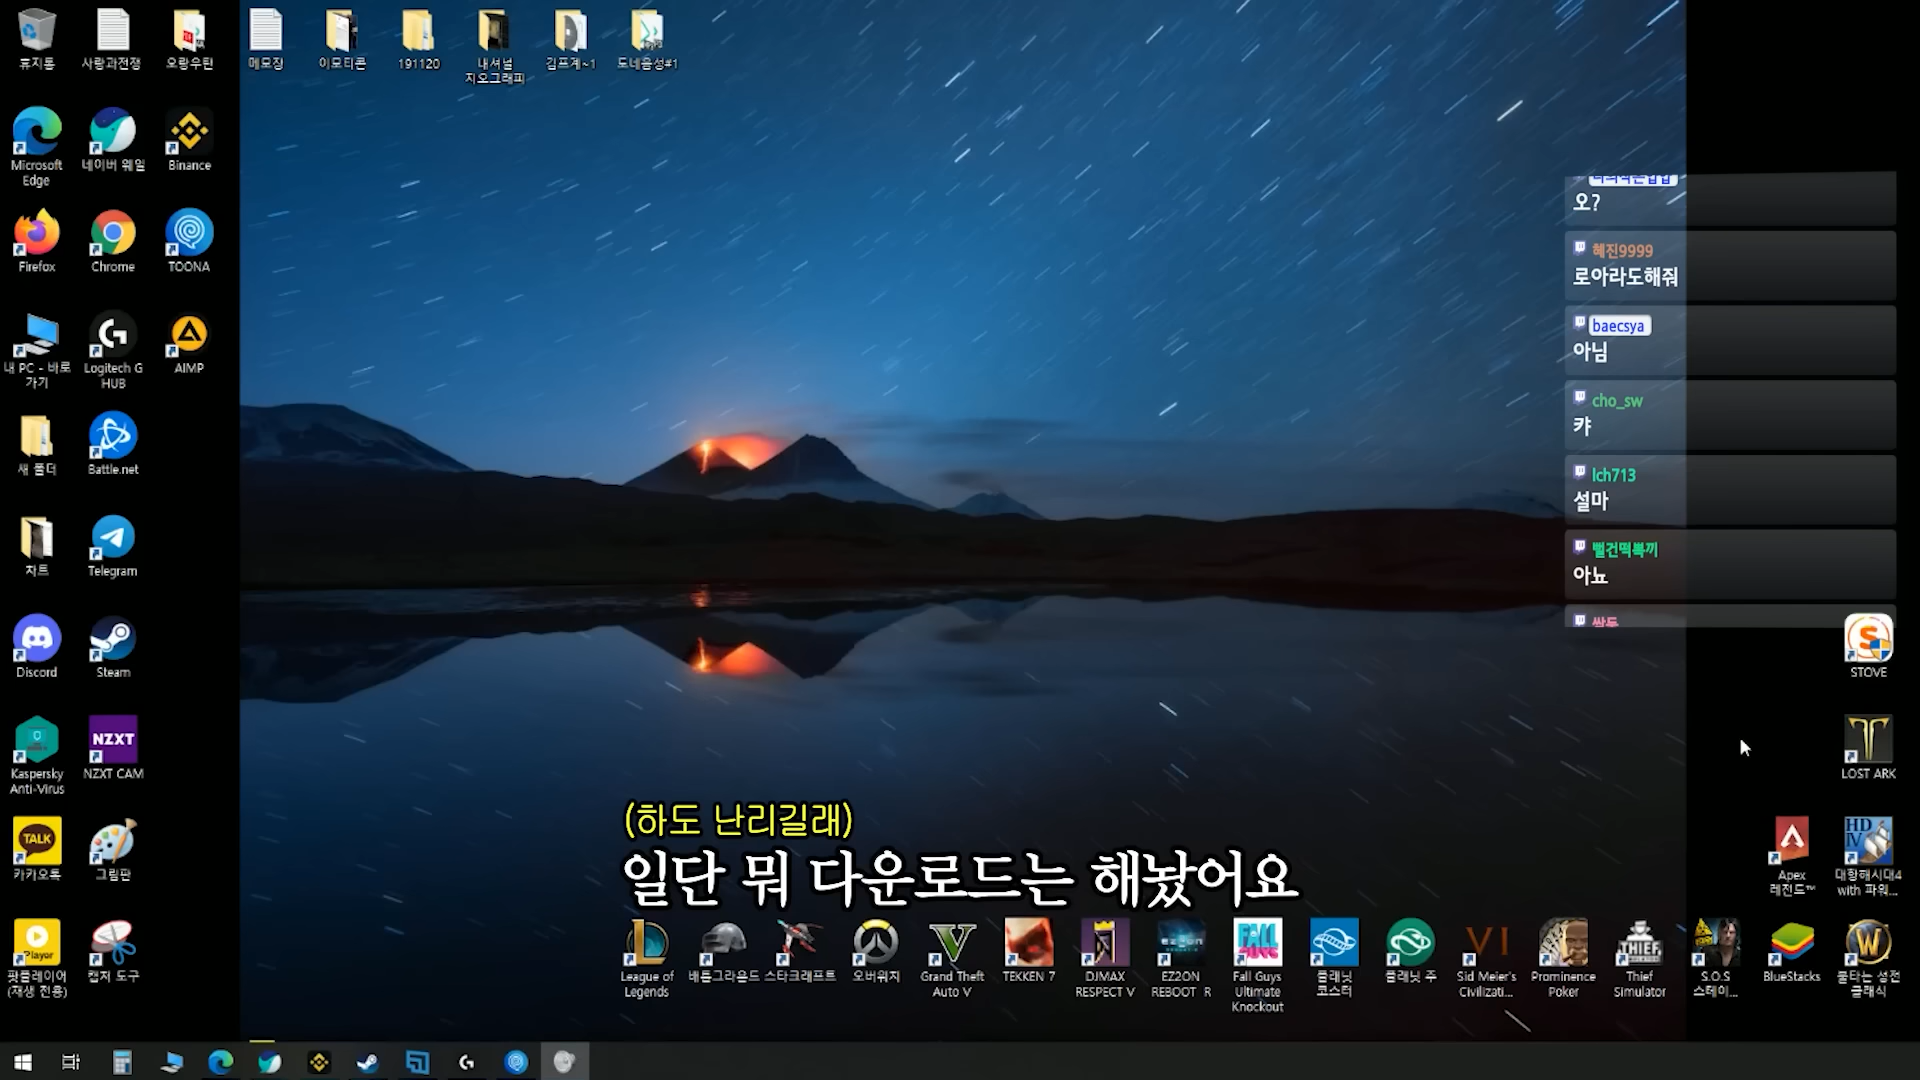 휴지통
사랑과전쟁
오랑우탄
메모장
이모티콘
191120
내셔널
지오그래피
김프계~1
도네음성#1
Microsoft
Edge
네이버 웨일
Binance
Firefox
Chrome
TOONA
내 PC - 바로
가기
Logitech G
HUB
AIMP
새 폴더
Battle.net
차트
Telegram
Discord
Steam
Kaspersky
Anti-Virus
NZXT
NZXT CAM
TALK
카카오톡
그림판
Player
팟플레이어
(재생 전용)
캡처 도구
오?
혜진9999
로아라도해줘
baecsya
아님
cho_sw
캬
lch713
설마
뻘건떡볶끼
아뇨
STOVE
LOST ARK
Apex
레전드™
HD
IV
대항해시대4
with 파워...
(하도 난리길래)
일단 뭐 다운로드는 해놨어요
League of
Legends
배틀그라운드
스타크래프트
오버워치
V
Grand Theft
Auto V
TEKKEN 7
DJMAX
RESPECT V
EZ2ON
EZ2ON
REBOOT R
FALL
GUYS
Fall Guys
Ultimate
Knockout
플래닛
코스터
플래닛 주
VI
Sid Meier's
Civilizati...
Prominence
Poker
THIEF
Thief
Simulator
S.O.S
스테이...
BlueStacks
W
불타는 성전
클래식